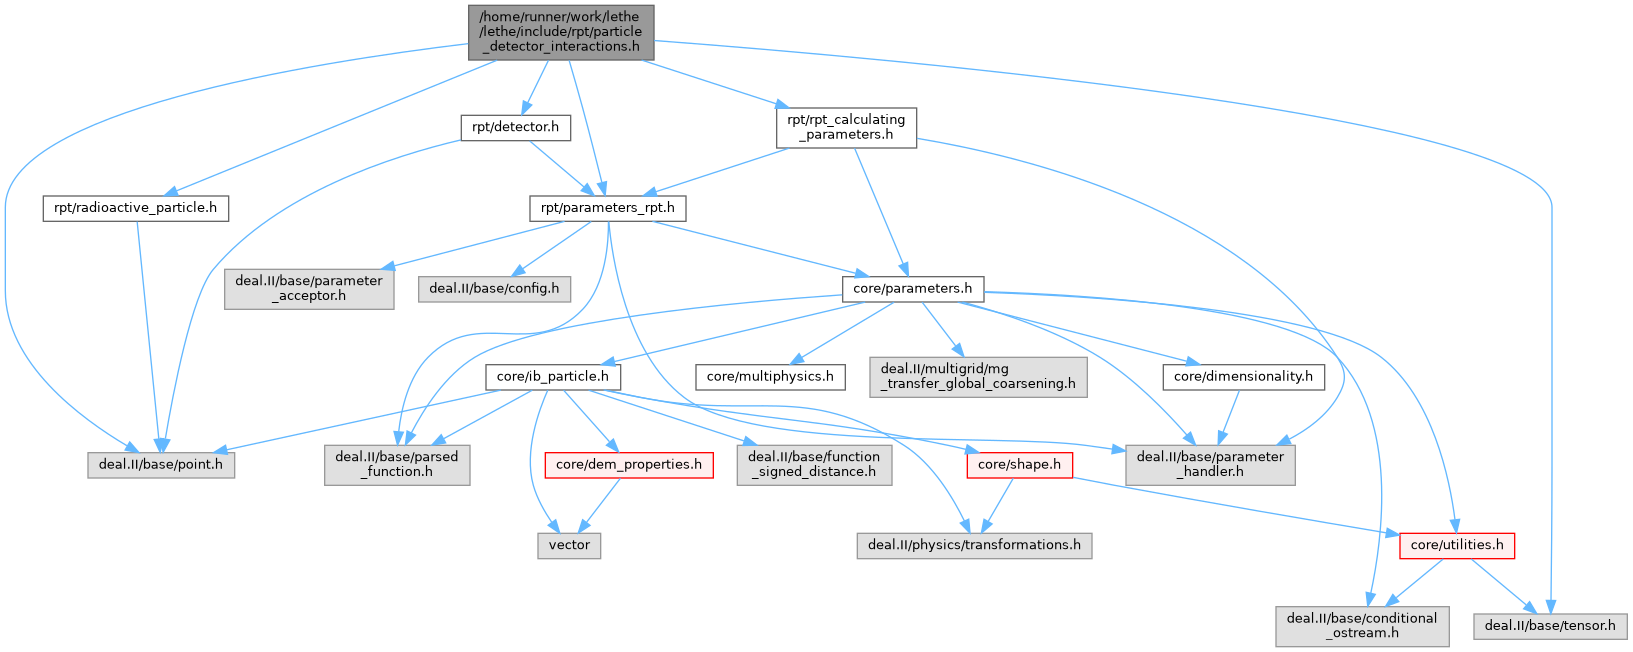 /home/runner/work/lethe
/lethe/include/rpt/particle
_detector_interactions.h
rpt/detector.h
rpt/rpt_calculating
_parameters.h
rpt/radioactive_particle.h
rpt/parameters_rpt.h
deal.II/base/parameter
_acceptor.h
deal.II/base/config.h
core/parameters.h
core/ib_particle.h
core/multiphysics.h
deal.II/multigrid/mg
_transfer_global_coarsening.h
core/dimensionality.h
deal.II/base/point.h
deal.II/base/parsed
_function.h
core/dem_properties.h
deal.II/base/function
_signed_distance.h
core/shape.h
deal.II/base/parameter
_handler.h
vector
deal.II/physics/transformations.h
core/utilities.h
deal.II/base/conditional
_ostream.h
deal.II/base/tensor.h